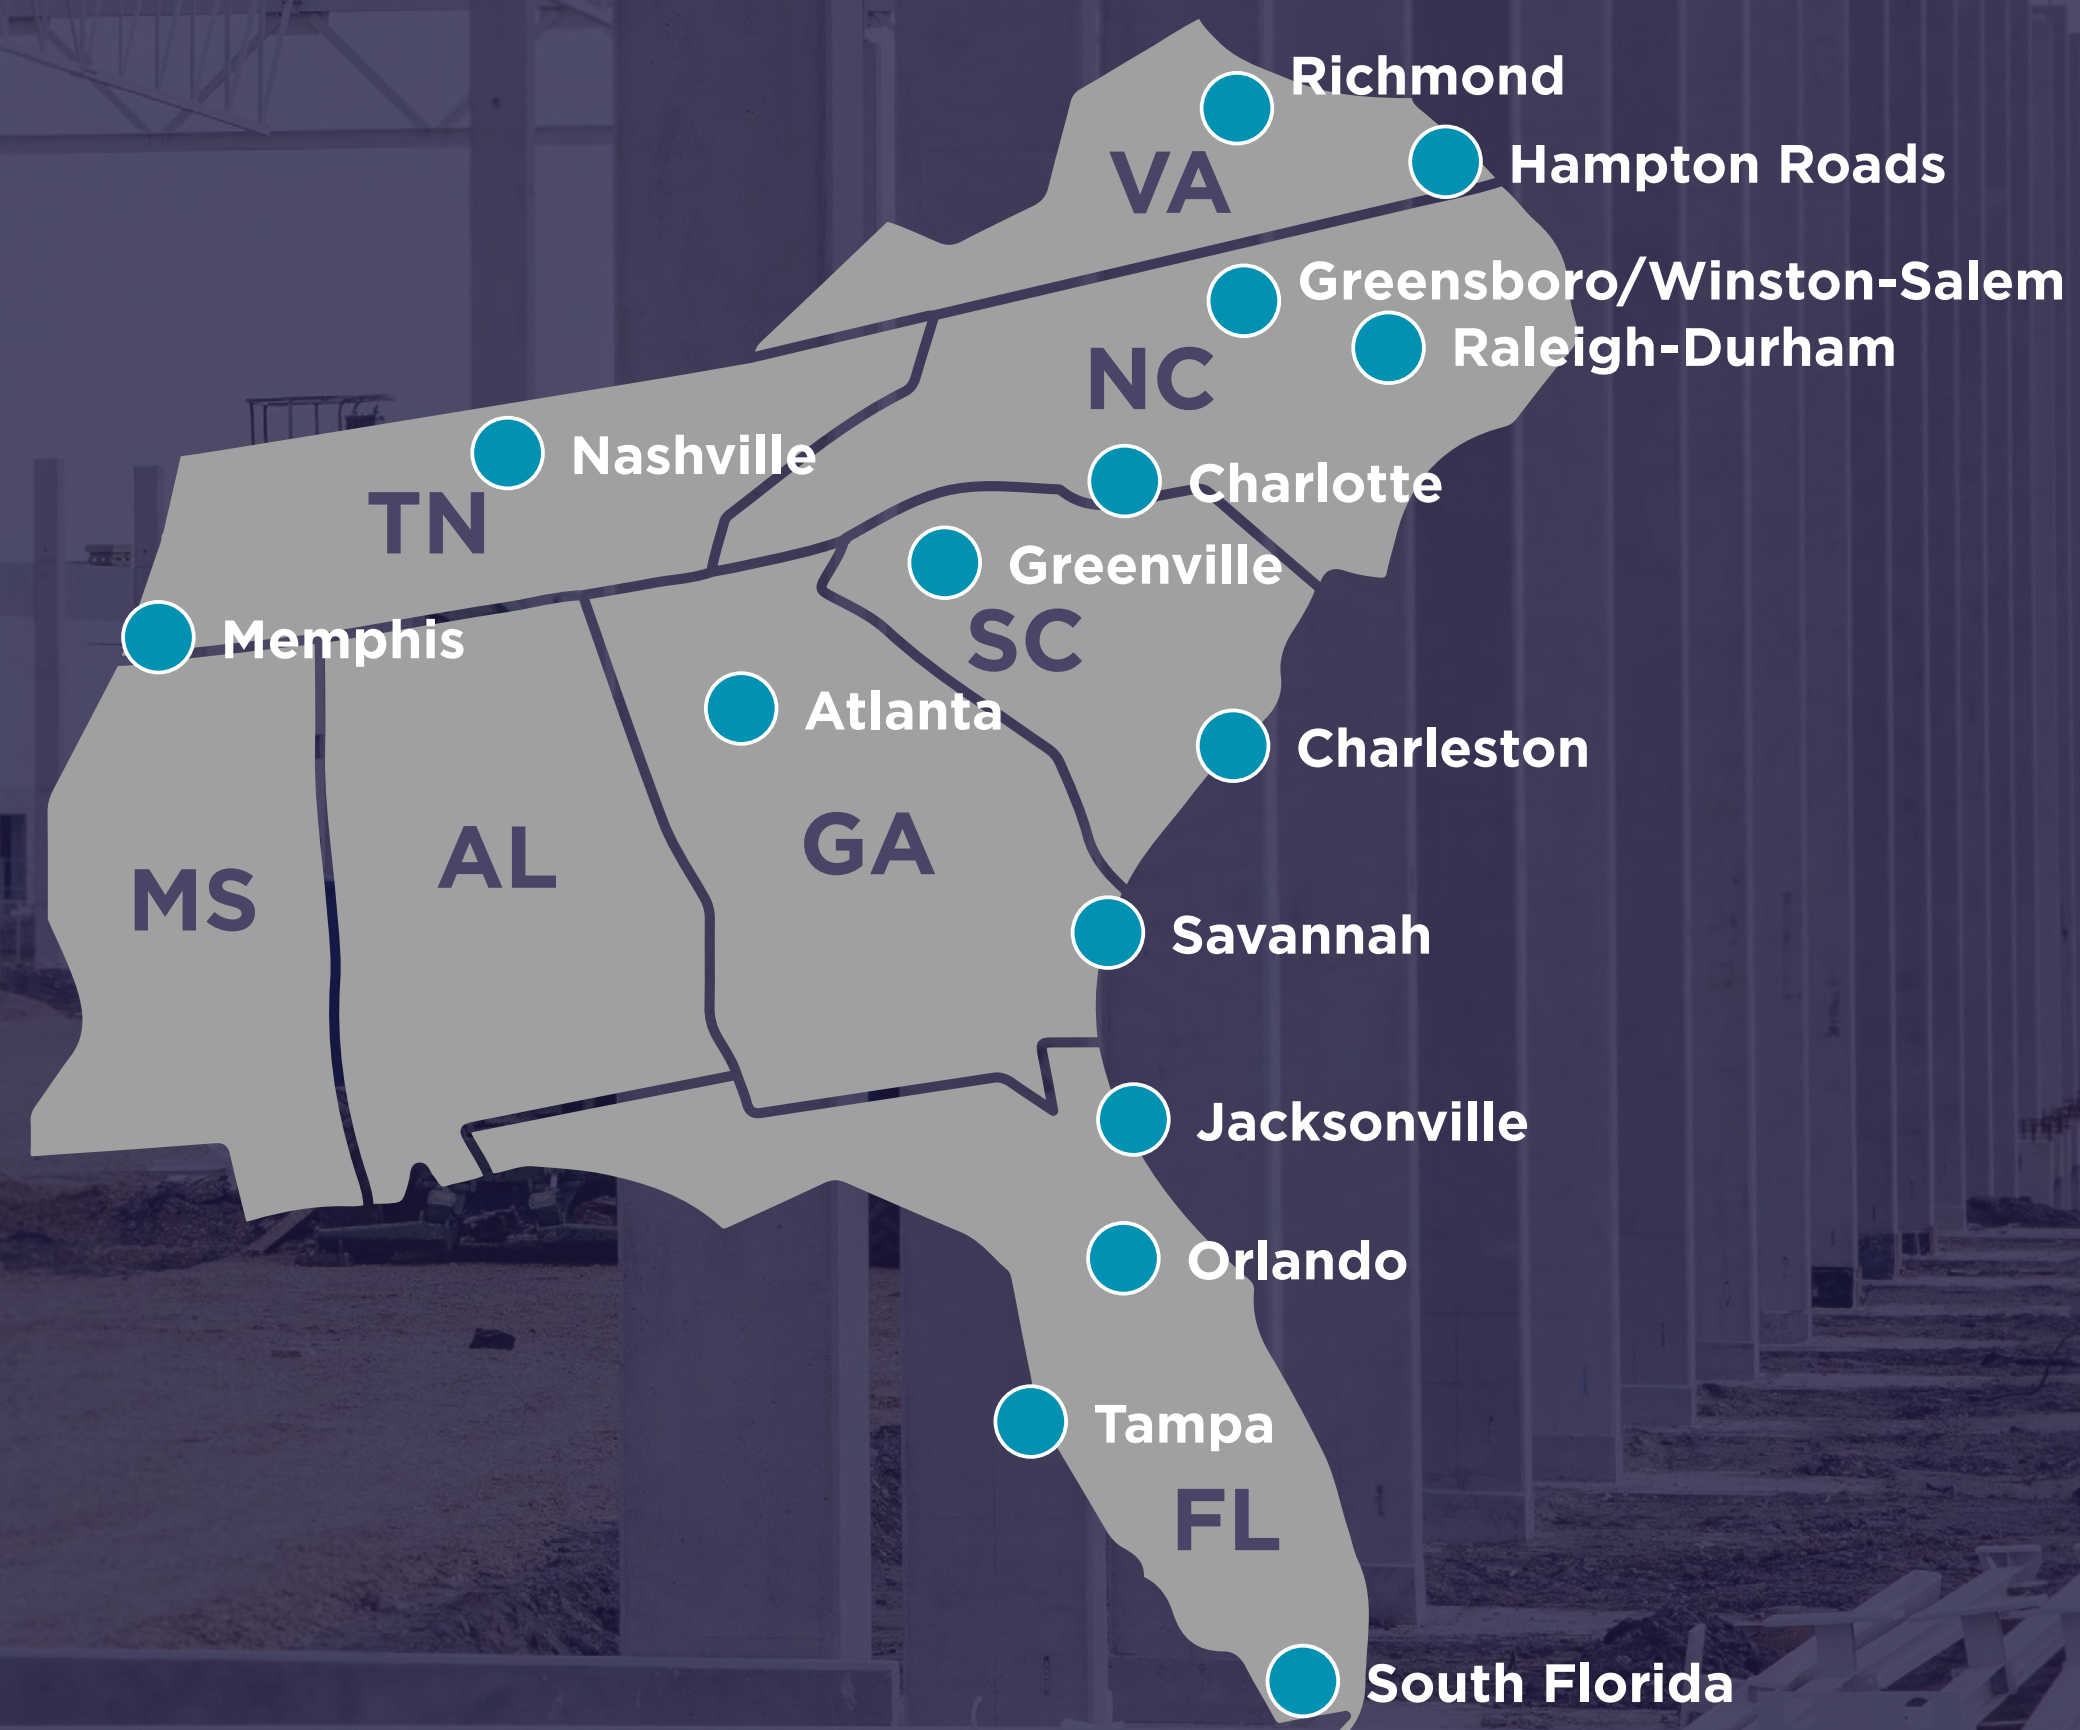 Richmond
VA
Hampton Roads
Greensboro/Winston-Salem
Raleigh-Durham
NC
Nashville
TN
Charlotte
Greenville
SC
Memphis
Atlanta
Charleston
GA
AL
MS
Savannah
Jacksonville
Orlando
Tampa
FL
South Florida